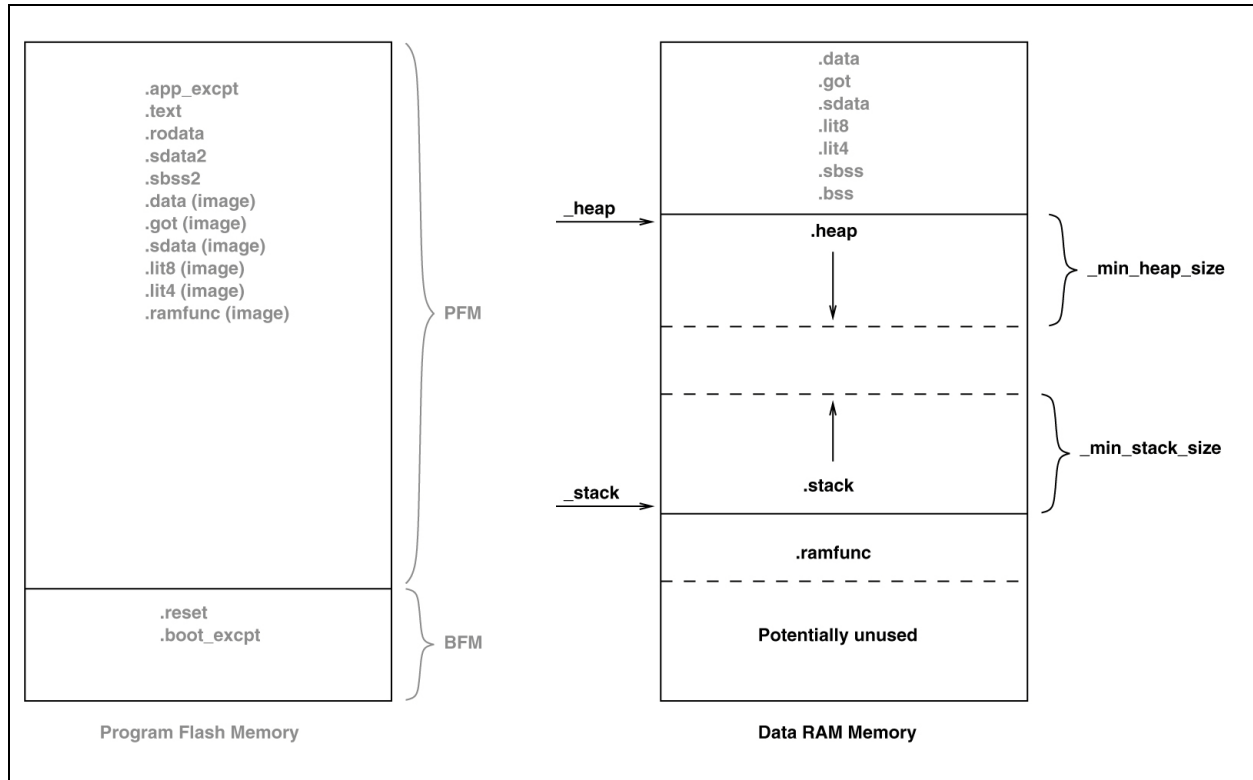 .app_excpt
.text
.rodata
.sdata2
.sbss2
.data (image)
.got (image)
.sdata (image)
.lit8 (image)
.lit4 (image)
.ramfunc (image)
PFM
.reset
.boot_excpt
BFM
Program Flash Memory
.data
.got
.sdata
.lit8
.lit4
.sbss
.bss
_heap
.heap
_min_heap_size
_min_stack_size
.stack
_stack
.ramfunc
Potentially unused
Data RAM Memory